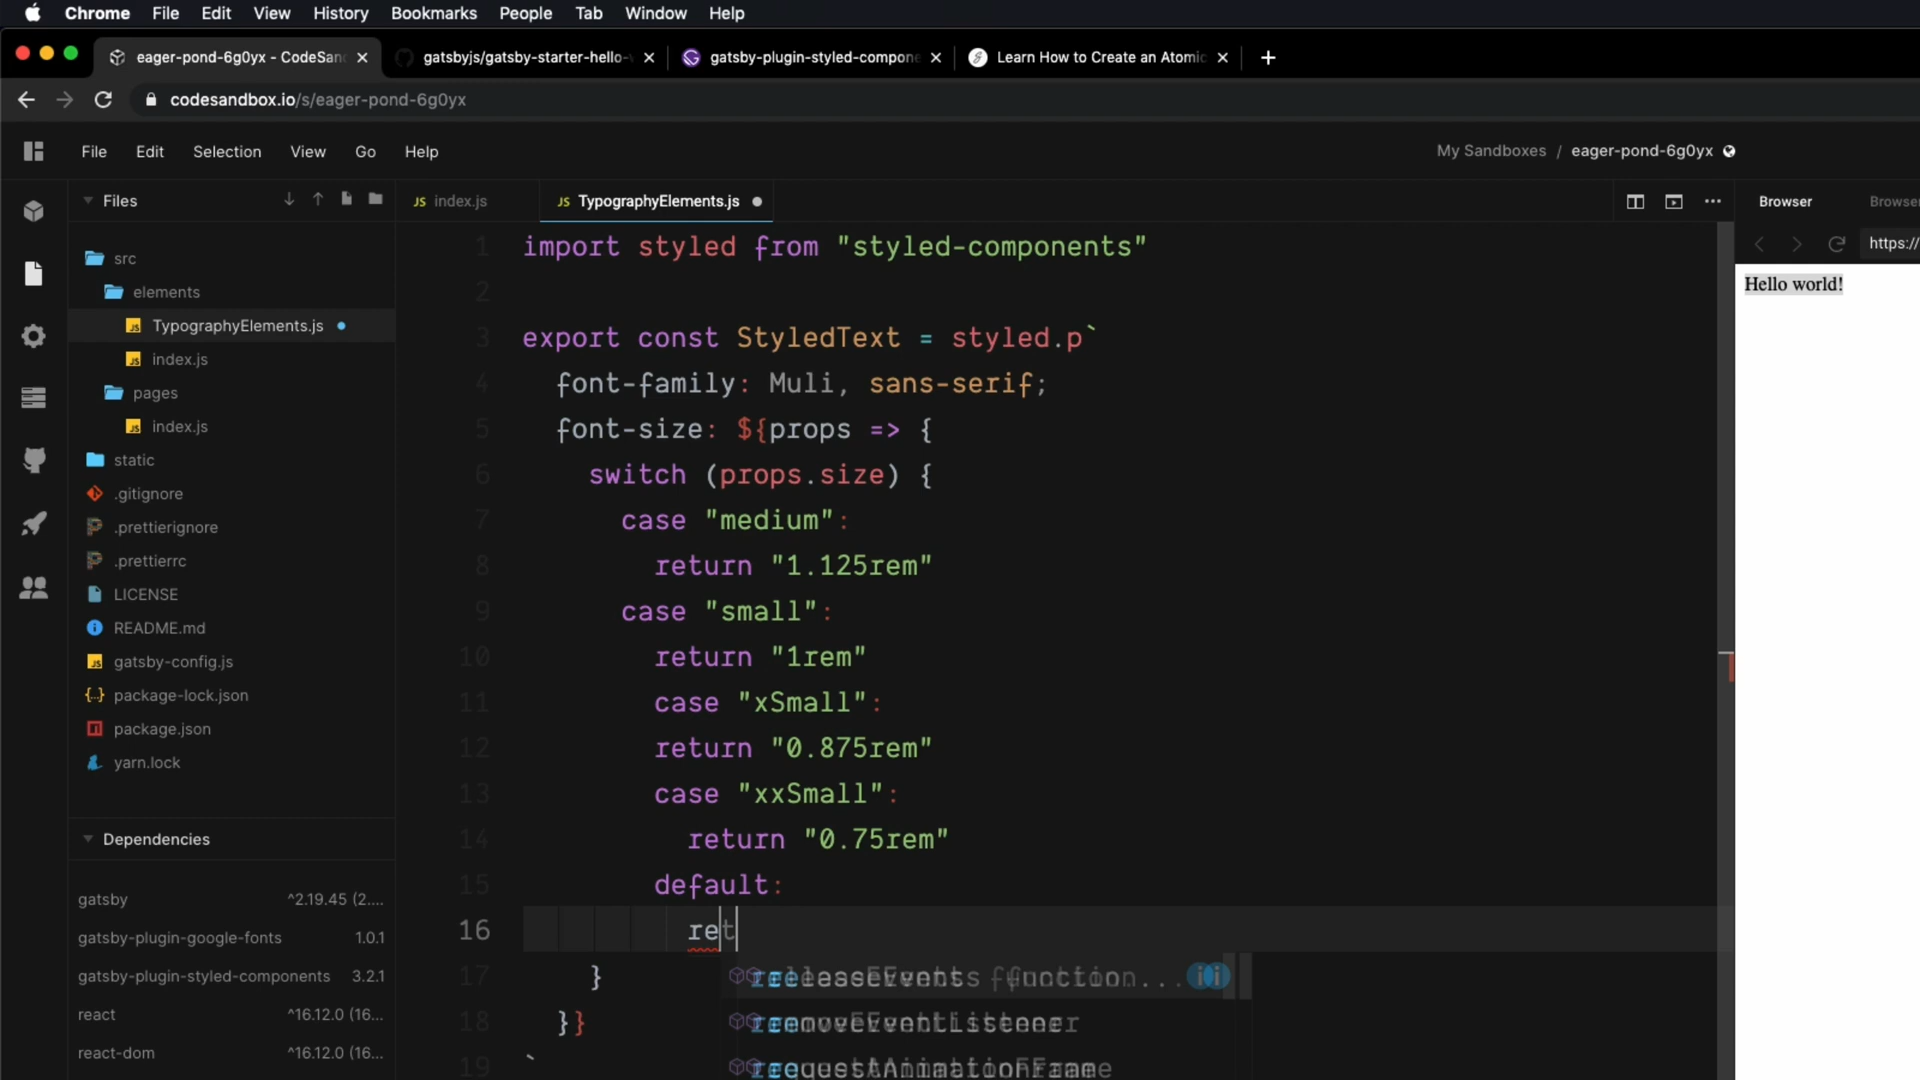 Chrome File Edit View History Bookmarks People Tab Window Help
eager-pond-6g0yx - CodeSan
gatsbyjs/gatsby-starter-hello-
gatsby-plugin-styled-compone
Learn How to Create an Atomic
codesandbox.io/s/eager-pond-6g0yx
File Edit Selection View Go Help
My Sandboxes / eager-pond-6g0yx
Files
src
elements
TypographyElements.js
index.js
pages
index.js
static
.gitignore
.prettierignore
.prettierrc
LICENSE
README.md
gatsby-config.js
package-lock.json
package.json
yarn.lock
Dependencies
gatsby ^2.19.45 (2....
gatsby-plugin-google-fonts 1.0.1
gatsby-plugin-styled-components 3.2.1
react ^16.12.0 (16...
react-dom ^16.12.0 (16...
JS index.js
JS TypographyElements.js
1 import styled from "styled-components"
2
3 export const StyledText = styled.p`
4 font-family: Muli, sans-serif;
5 font-size: ${props => {
6 switch (props.size) {
7 case "medium":
8 return "1.125rem"
9 case "small":
10 return "1rem"
11 case "xSmall":
12 return "0.875rem"
13 case "xxSmall":
14 return "0.75rem"
15 default:
16 ret
17 }
18 }}
19 `
Browser
Browser
https://
Hello world!